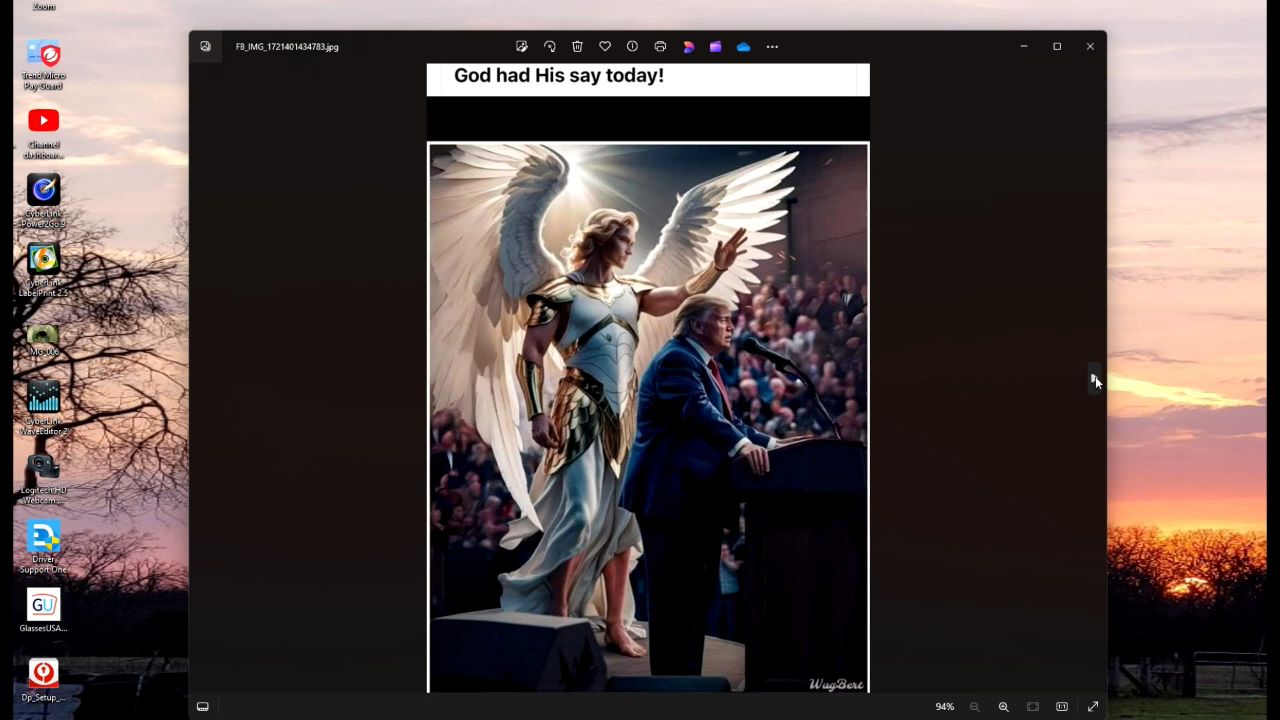 Zoom
F8_IMG_1721401434783.jpg
God had His say today!
Trend Micro
Pay Guard
Channel
dashboar...
CyberLink
Power2Go 9
CyberLink
LabelPrint 2.5
IMG_006
CyberLink
WaveEditor 2
Logitech HD
Webcam...
Driver
Support One
GU
GlassesUSA...
Dp_Setup_...
WagBert
94%